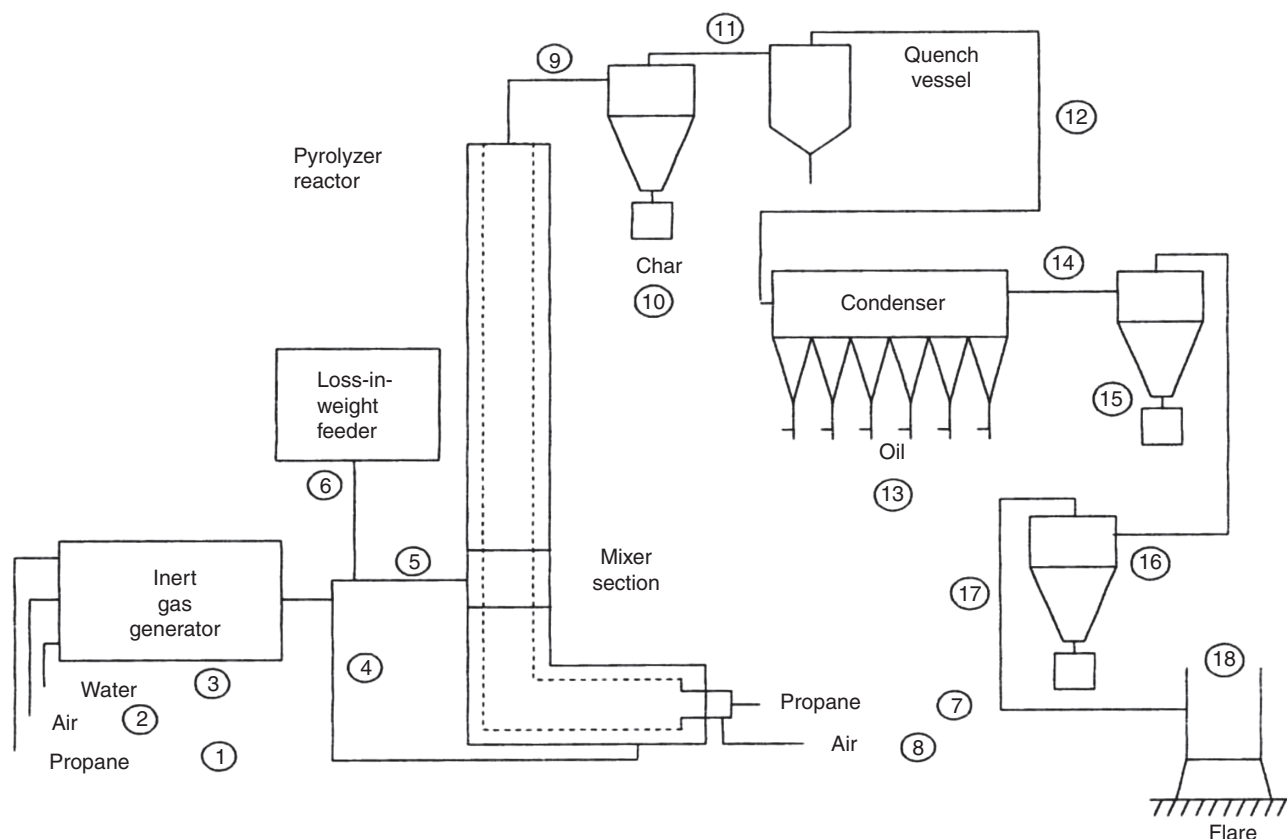 11
9
Quench
vessel
12
Pyrolyzer
reactor
Char
10
14
Condenser
Loss-in-
weight
feeder
15
Oil
13
6
5
Mixer
section
16
17
Inert
gas
generator
4
18
3
Water
2
Air
1
Propane
Propane
7
Air
8
Flare